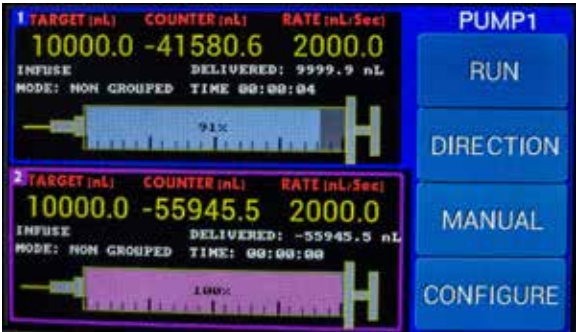 1 TARGET (nL) COUNTER (nL) RATE (nL/Sec)
10000.0 -41580.6 2000.0
INFUSE DELIVERED: 9999.9 nL
MODE: NON GROUPED TIME 00:00:04
91%
2 TARGET (nL) COUNTER (nL) RATE (nL/Sec)
10000.0 -55945.5 2000.0
INFUSE DELIVERED: -55945.5 nL
MODE: NON GROUPED TIME: 00:00:00
100%
PUMP1
RUN
DIRECTION
MANUAL
CONFIGURE